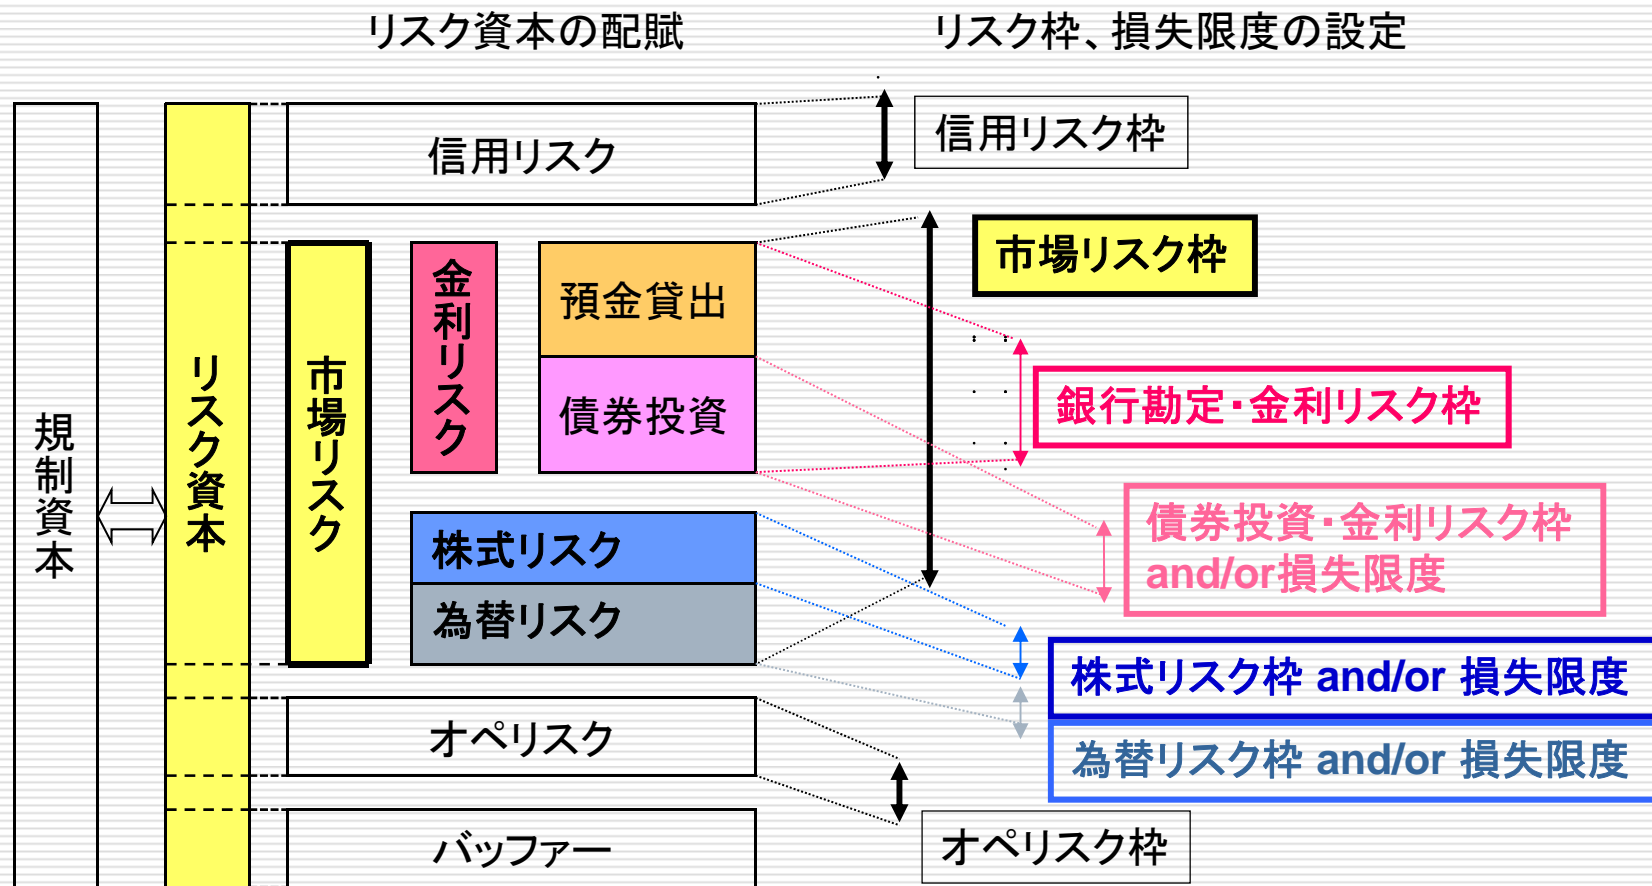 リスク資本の配賦
リスク枠、損失限度の設定
規制資本
リスク資本
信用リスク
信用リスク枠
市場リスク
金利リスク
預金貸出
債券投資
株式リスク
為替リスク
市場リスク枠
銀行勘定・金利リスク枠
債券投資・金利リスク枠
and/or損失限度
株式リスク枠 and/or 損失限度
為替リスク枠 and/or 損失限度
オペリスク
オペリスク枠
バッファー